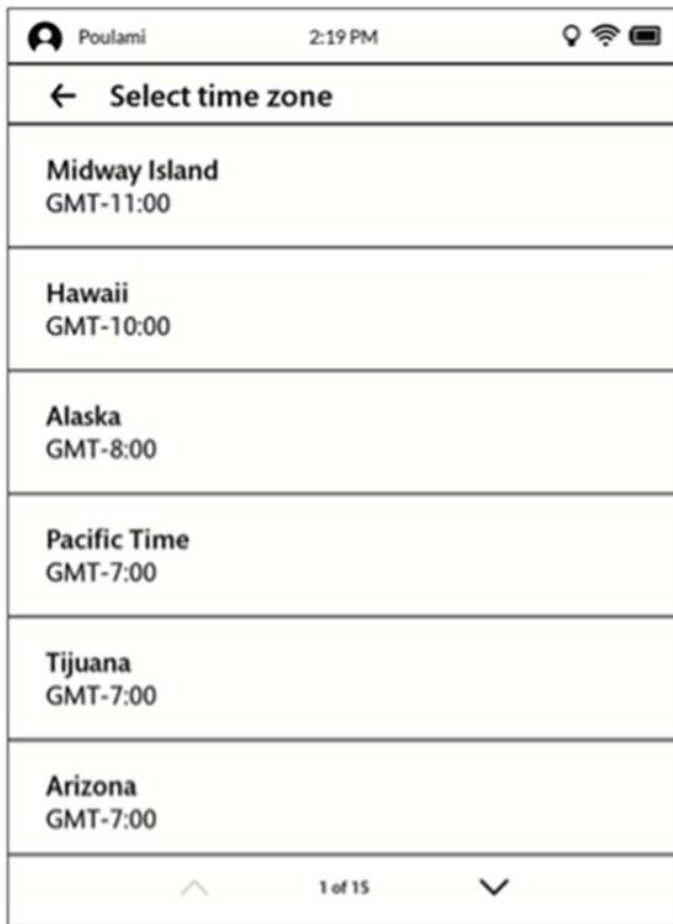 Poulami 2:19 PM
Select time zone
Midway Island
GMT-11:00
Hawaii
GMT-10:00
Alaska
GMT-8:00
Pacific Time
GMT-7:00
Tijuana
GMT-7:00
Arizona
GMT-7:00
1 of 15